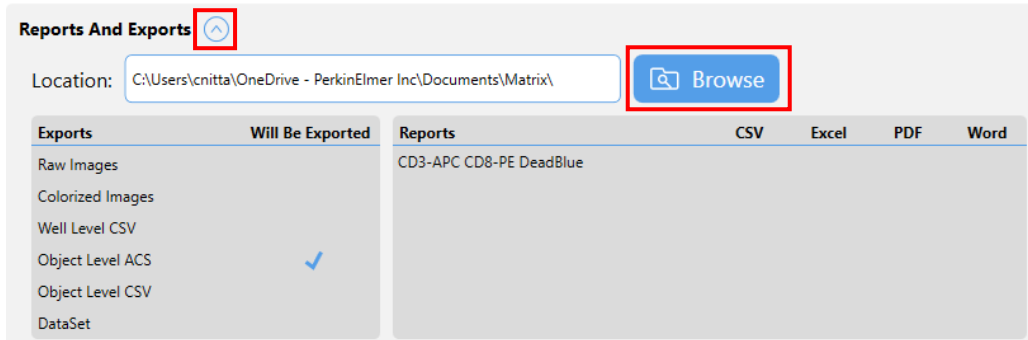 Reports And Exports
Location: C:\Users\cnitta\OneDrive - PerkinElmer Inc\Documents\Matrix\ Browse
Exports Will Be Exported Reports CSV Excel PDF Word
Raw Images CD3-APC CD8-PE DeadBlue
Colorized Images
Well Level CSV
Object Level ACS
Object Level CSV
DataSet